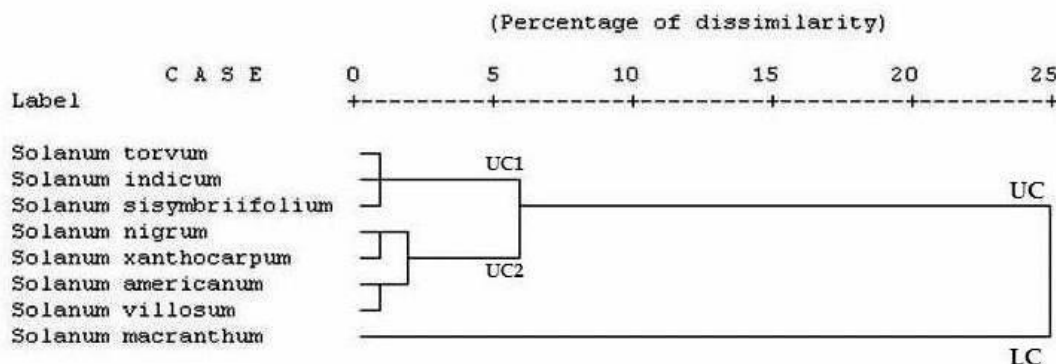 (Percentage of dissimilarity)
C A S E 0 5 10 15 20 25
Label +---------+---------+---------+---------+---------+
Solanum torvum
UC1
Solanum indicum
UC
Solanum sisymbriifolium
Solanum nigrum
Solanum xanthocarpum
UC2
Solanum americanum
Solanum villosum
Solanum macranthum
LC